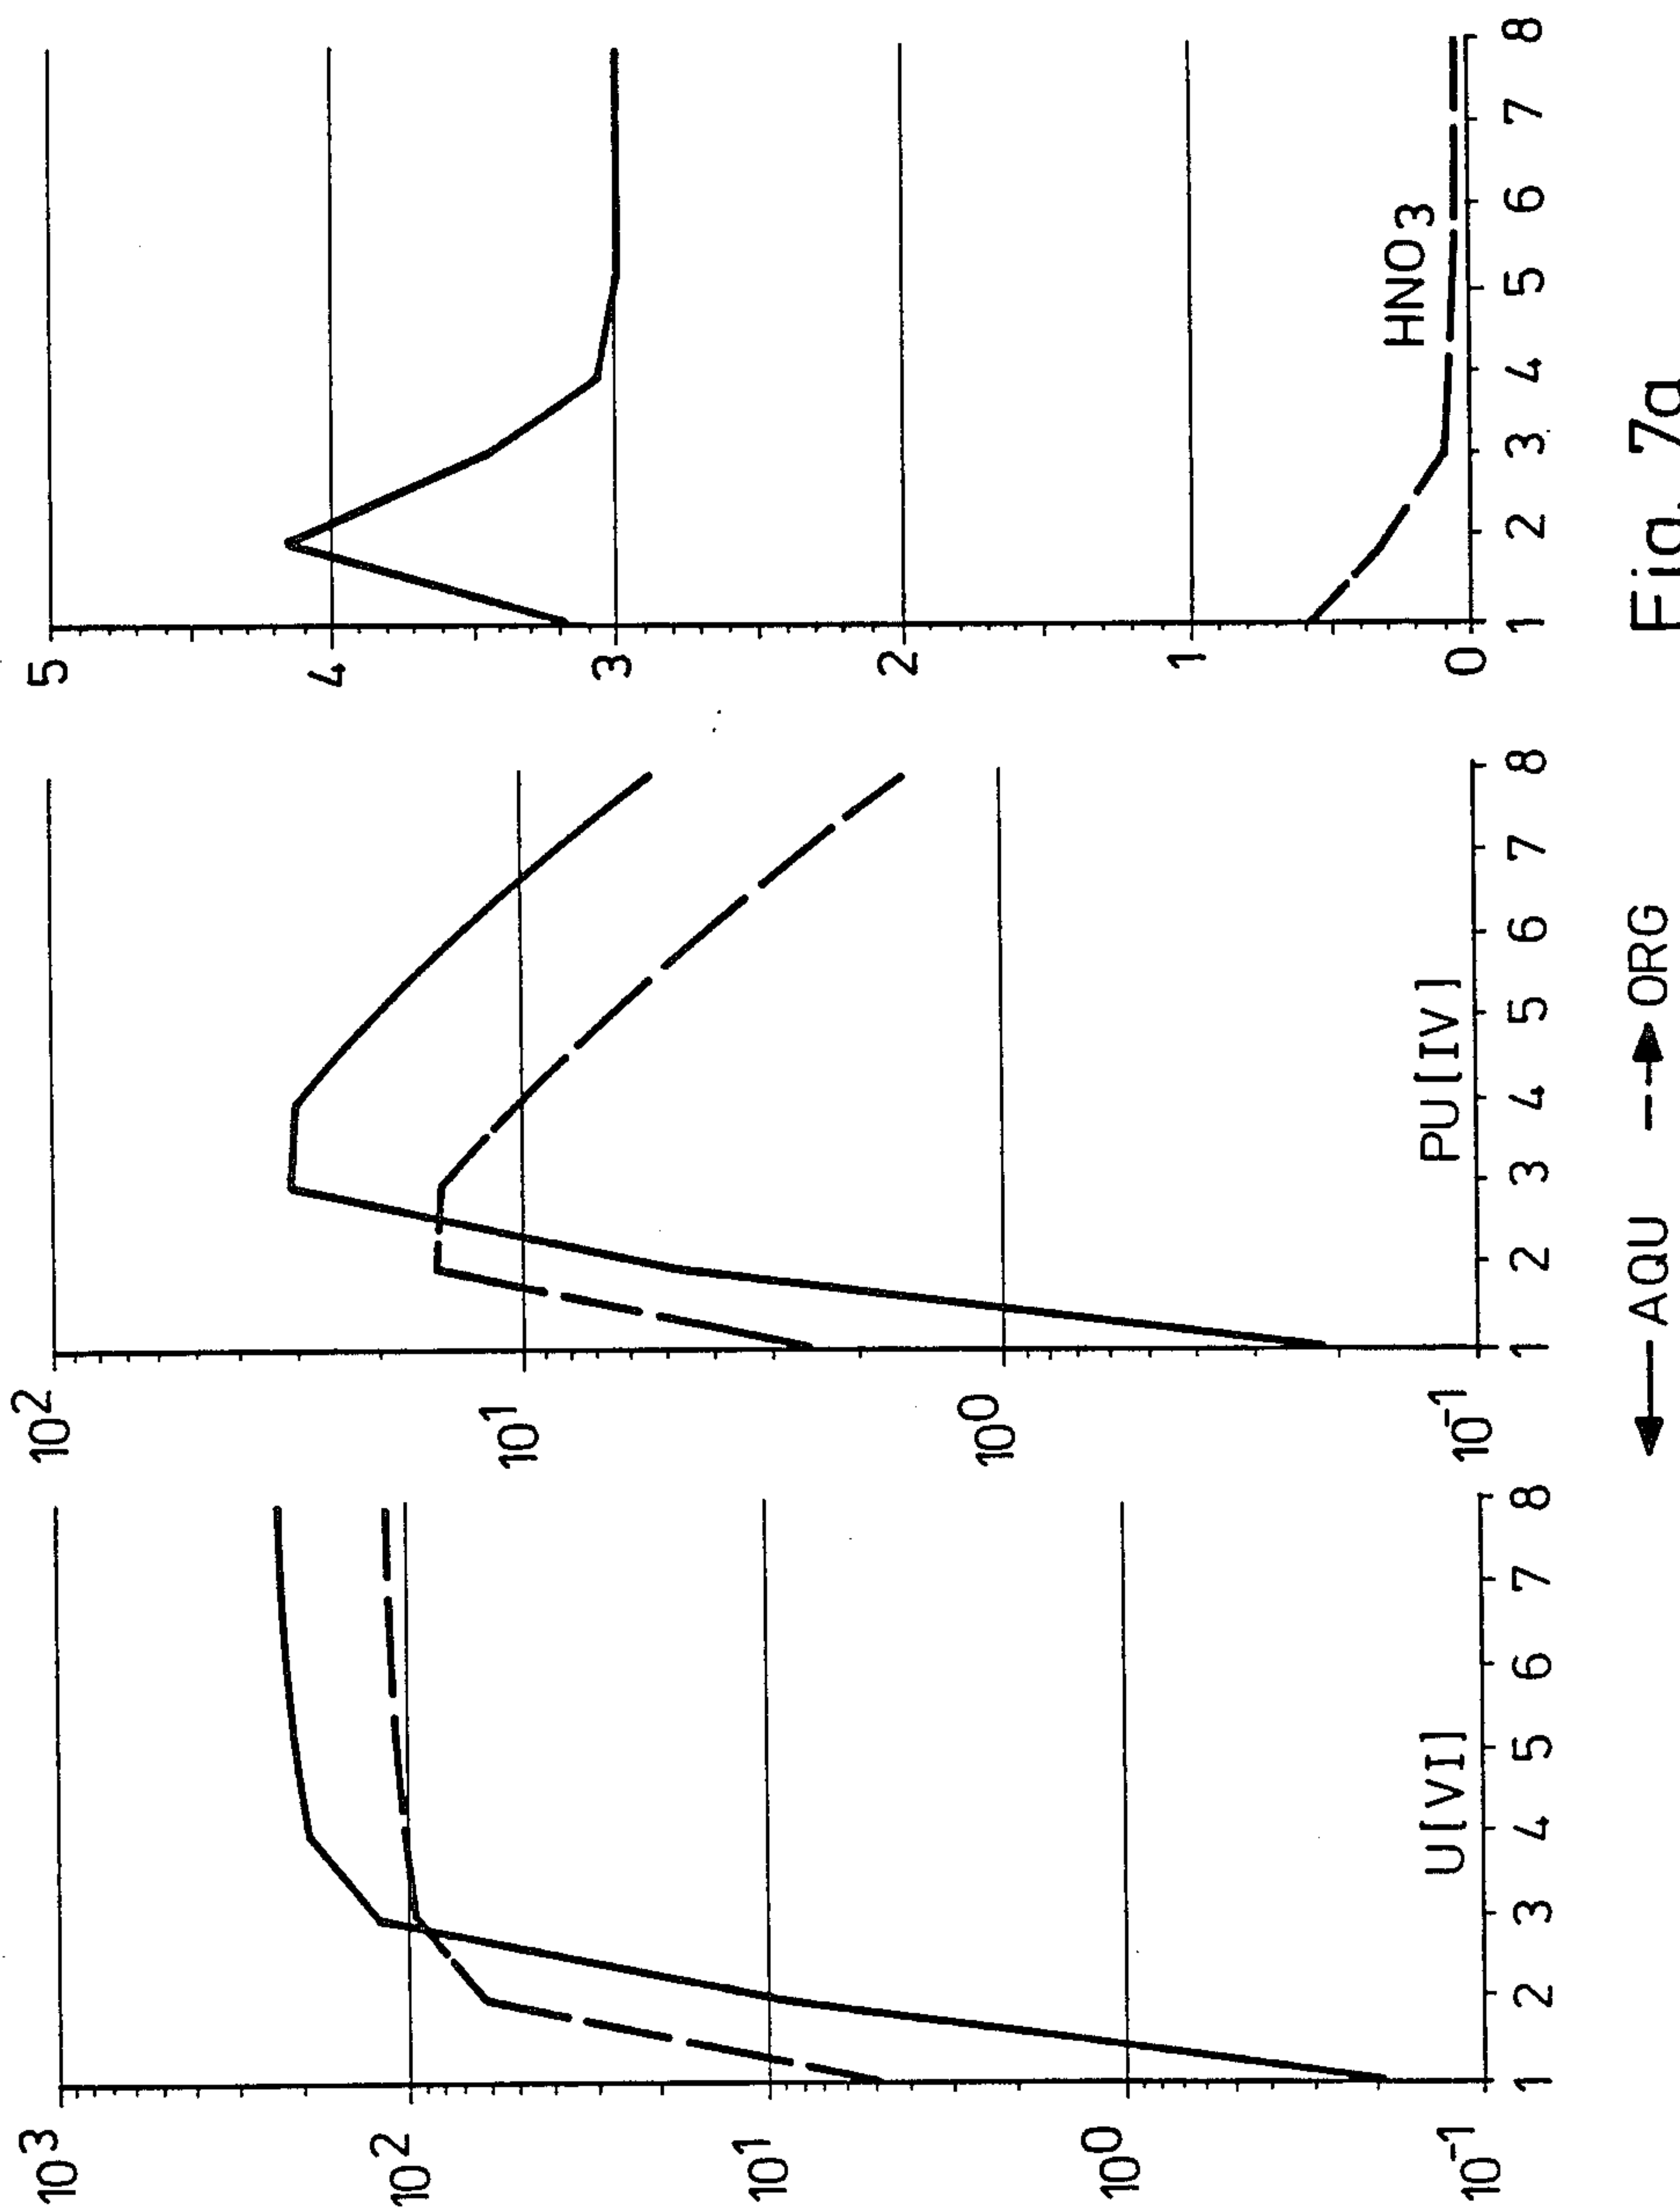 10³
10²
10¹
10⁰
10⁻¹
1 2 3 4 5 6 7 8
U[VI]
10²
10¹
10⁰
10⁻¹
1 2 3 4 5 6 7 8
PU[IV]
5
4
3
2
1
0
1 2 3 4 5 6 7 8
HNO₃
AQU ORG
Fig. 7a